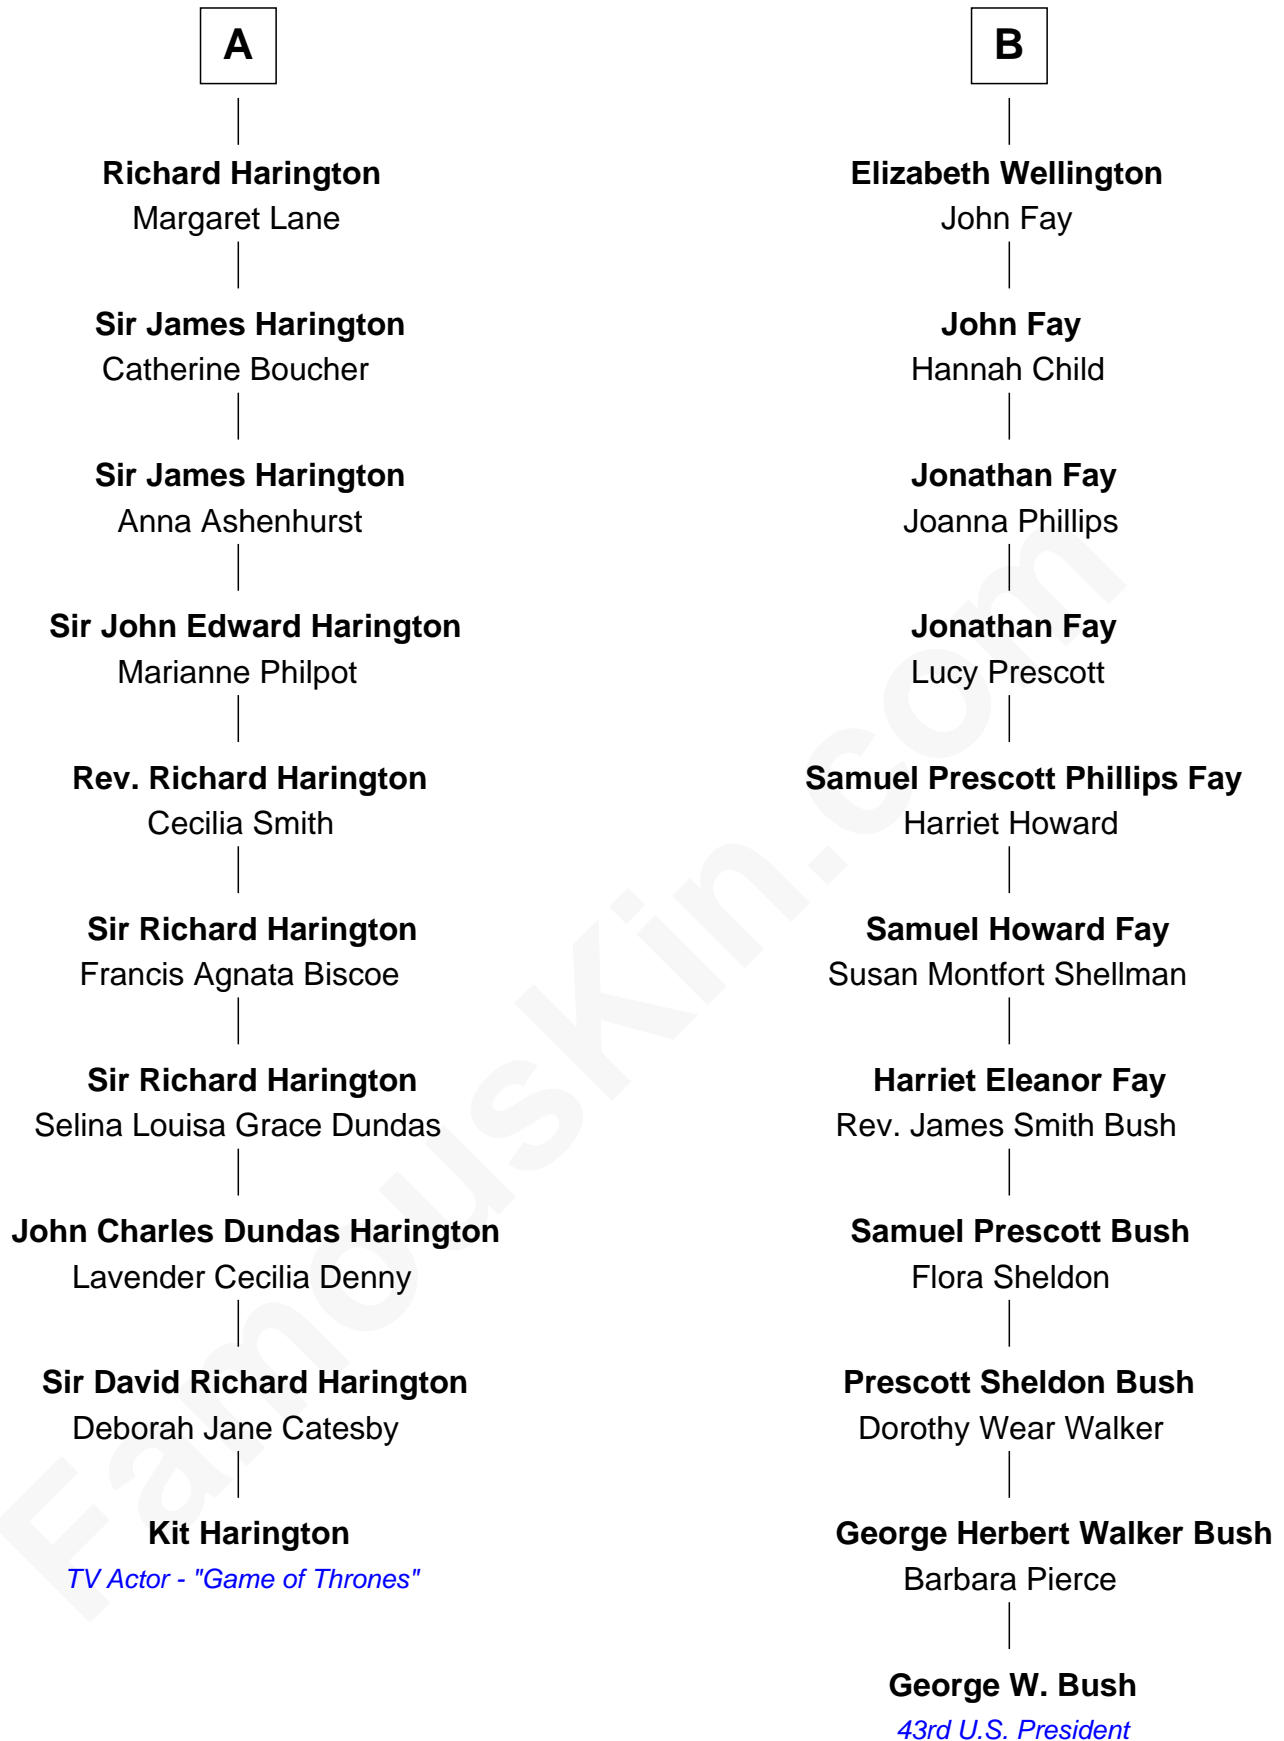 A
Richard Harington
Margaret Lane
Sir James Harington
Catherine Boucher
Sir James Harington
Anna Ashenhurst
Sir John Edward Harington
Marianne Philpot
Rev. Richard Harington
Cecilia Smith
Sir Richard Harington
Francis Agnata Biscoe
Sir Richard Harington
Selina Louisa Grace Dundas
John Charles Dundas Harington
Lavender Cecilia Denny
Sir David Richard Harington
Deborah Jane Catesby
Kit Harington
TV Actor - "Game of Thrones"
B
Elizabeth Wellington
John Fay
John Fay
Hannah Child
Jonathan Fay
Joanna Phillips
Jonathan Fay
Lucy Prescott
Samuel Prescott Phillips Fay
Harriet Howard
Samuel Howard Fay
Susan Montfort Shellman
Harriet Eleanor Fay
Rev. James Smith Bush
Samuel Prescott Bush
Flora Sheldon
Prescott Sheldon Bush
Dorothy Wear Walker
George Herbert Walker Bush
Barbara Pierce
George W. Bush
43rd U.S. President
FamousKin.com